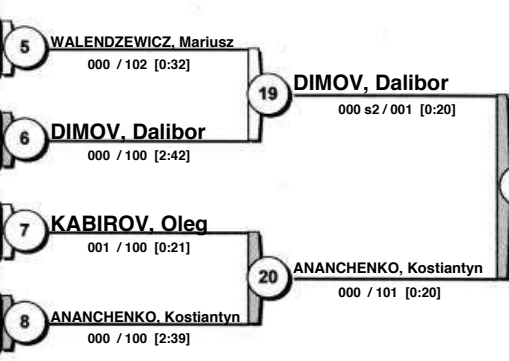 5
WALENDZEWICZ, Mariusz
000 / 102 [0:32]
19
DIMOV, Dalibor
000 s2 / 001 [0:20]
6
DIMOV, Dalibor
000 / 100 [2:42]
7
KABIROV, Oleg
001 / 100 [0:21]
20
ANANCHENKO, Kostiantyn
000 / 101 [0:20]
8
ANANCHENKO, Kostiantyn
000 / 100 [2:39]